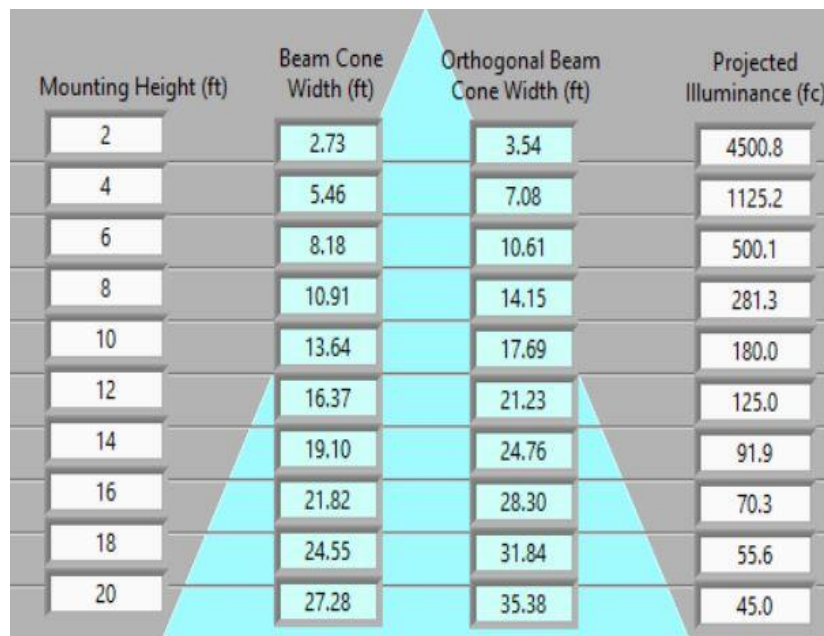 Beam Cone Orthogonal Beam Projected
Mounting Height (ft) Width (ft) Cone Width (ft) Illuminance (fc)
2 2.73 3.54 4500.8
4 5.46 7.08 1125.2
6 8.18 10.61 500.1
8 10.91 14.15 281.3
10 13.64 17.69 180.0
12 16.37 21.23 125.0
14 19.10 24.76 91.9
16 21.82 28.30 70.3
18 24.55 31.84 55.6
20 27.28 35.38 45.0